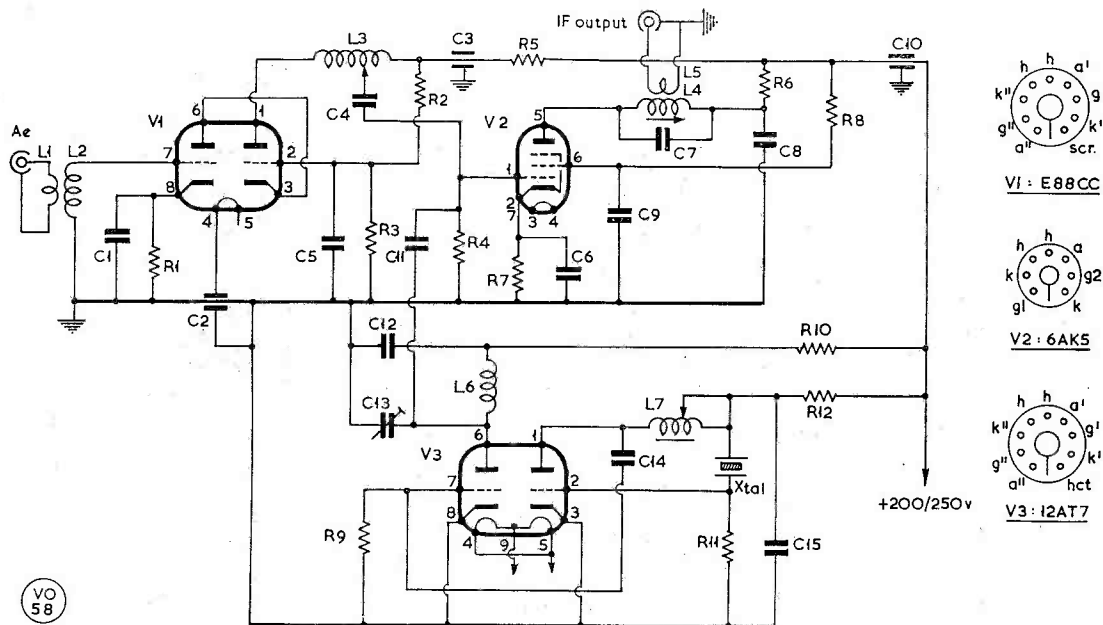 IF output
L3
C3
R5
C10
R2
L5
L4
R6
R8
C4
Ae
L1
L2
V1
6
1
7
2
8
3
4
5
V2
5
1
6
2
7
3
4
C7
C8
C1
R1
C2
C5
R3
C11
R4
R7
C6
C9
C12
R10
L6
C13
L7
R12
V3
6
1
7
2
8
3
4
9
5
C14
Xtal
R9
R11
C15
+200/250v
h h a' g k' scr. a" g" k"
V1: E88CC
h h a g2 k g1 k
V2: 6AK5
h h a' g' k' hct a" g" k"
V3: 12AT7
VO
58